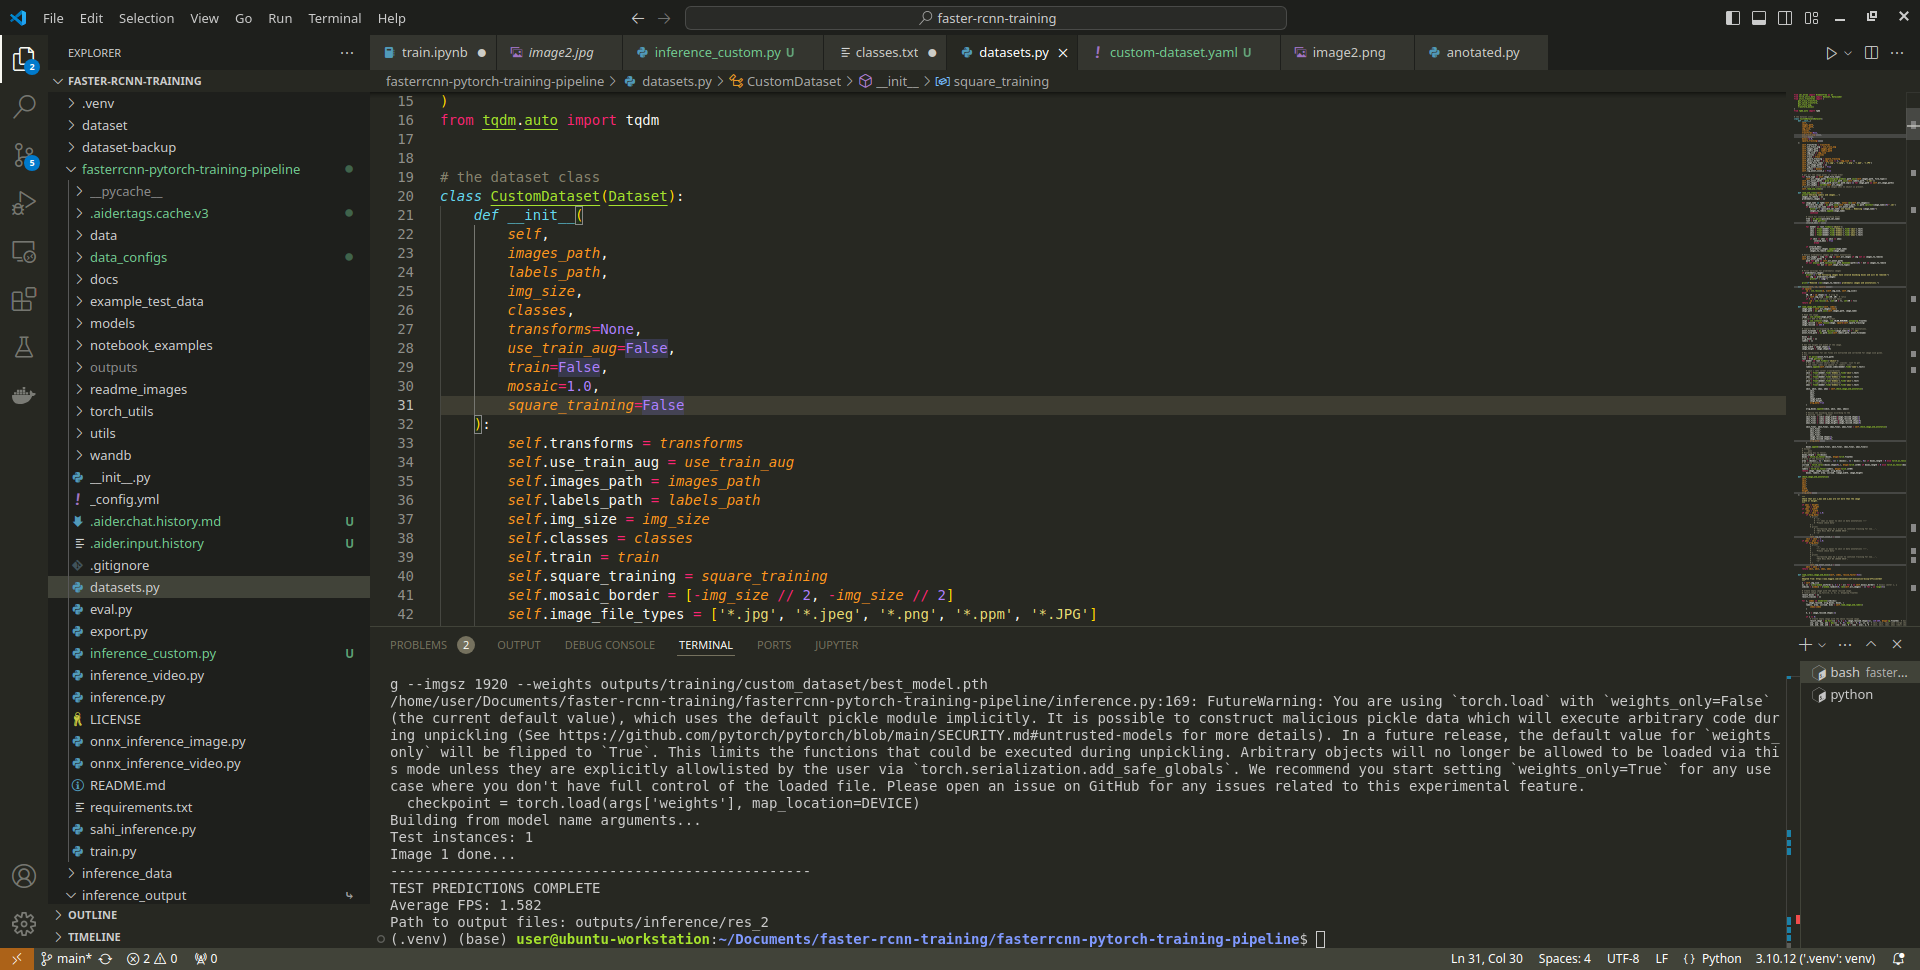 File Edit Selection View Go Run Terminal Help
faster-rcnn-training
EXPLORER
FASTER-RCNN-TRAINING
.venv
dataset
dataset-backup
fasterrcnn-pytorch-training-pipeline
__pycache__
.aider.tags.cache.v3
data
data_configs
docs
example_test_data
models
notebook_examples
outputs
readme_images
torch_utils
utils
wandb
__init__.py
_config.yml
.aider.chat.history.md U
.aider.input.history U
.gitignore
datasets.py
eval.py
export.py
inference_custom.py U
inference_video.py
inference.py
LICENSE
onnx_inference_image.py
onnx_inference_video.py
README.md
requirements.txt
sahi_inference.py
train.py
inference_data
inference_output
OUTLINE
TIMELINE
2
5
train.ipynb image2.jpg inference_custom.py U classes.txt datasets.py custom-dataset.yaml U image2.png anotated.py
fasterrcnn-pytorch-training-pipeline > datasets.py > CustomDataset > __init__ > square_training
15 )
16 from tqdm.auto import tqdm
17
18
19 # the dataset class
20 class CustomDataset(Dataset):
21 def __init__(
22 self,
23 images_path,
24 labels_path,
25 img_size,
26 classes,
27 transforms=None,
28 use_train_aug=False,
29 train=False,
30 mosaic=1.0,
31 square_training=False
32 ):
33 self.transforms = transforms
34 self.use_train_aug = use_train_aug
35 self.images_path = images_path
36 self.labels_path = labels_path
37 self.img_size = img_size
38 self.classes = classes
39 self.train = train
40 self.square_training = square_training
41 self.mosaic_border = [-img_size // 2, -img_size // 2]
42 self.image_file_types = ['*.jpg', '*.jpeg', '*.png', '*.ppm', '*.JPG']
PROBLEMS 2 OUTPUT DEBUG CONSOLE TERMINAL PORTS JUPYTER
g --imgsz 1920 --weights outputs/training/custom_dataset/best_model.pth
/home/user/Documents/faster-rcnn-training/fasterrcnn-pytorch-training-pipeline/inference.py:169: FutureWarning: You are using `torch.load` with `weights_only=False`
(the current default value), which uses the default pickle module implicitly. It is possible to construct malicious pickle data which will execute arbitrary code dur
ing unpickling (See https://github.com/pytorch/pytorch/blob/main/SECURITY.md#untrusted-models for more details). In a future release, the default value for `weights_
only` will be flipped to `True`. This limits the functions that could be executed during unpickling. Arbitrary objects will no longer be allowed to be loaded via thi
s mode unless they are explicitly allowlisted by the user via `torch.serialization.add_safe_globals`. We recommend you start setting `weights_only=True` for any use
case where you don't have full control of the loaded file. Please open an issue on GitHub for any issues related to this experimental feature.
checkpoint = torch.load(args['weights'], map_location=DEVICE)
Building from model name arguments...
Test instances: 1
Image 1 done...
--------------------------------------------------
TEST PREDICTIONS COMPLETE
Average FPS: 1.582
Path to output files: outputs/inference/res_2
(.venv) (base) user@ubuntu-workstation:~/Documents/faster-rcnn-training/fasterrcnn-pytorch-training-pipeline$
bash faster...
python
main* 2 0 0
Ln 31, Col 30 Spaces: 4 UTF-8 LF Python 3.10.12 ('.venv': venv)